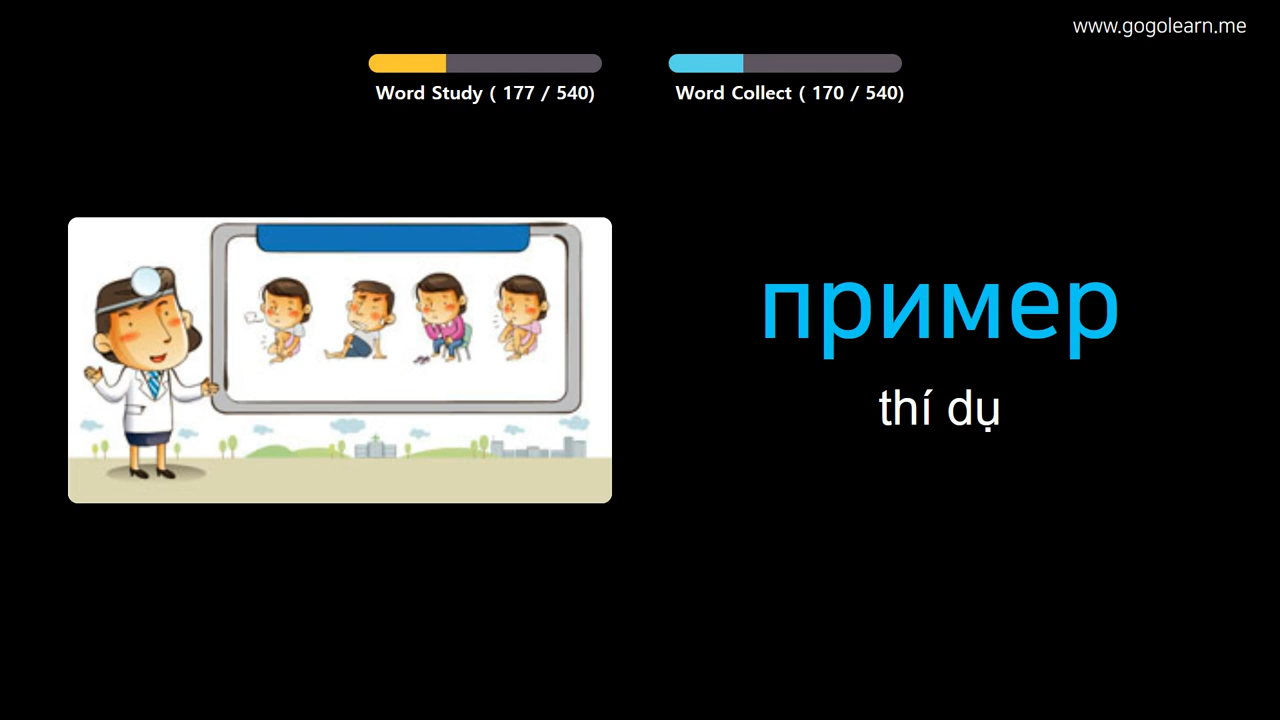 www.gogolearn.me
Word Study ( 177 / 540)
Word Collect ( 170 / 540)
пример
thí dụ